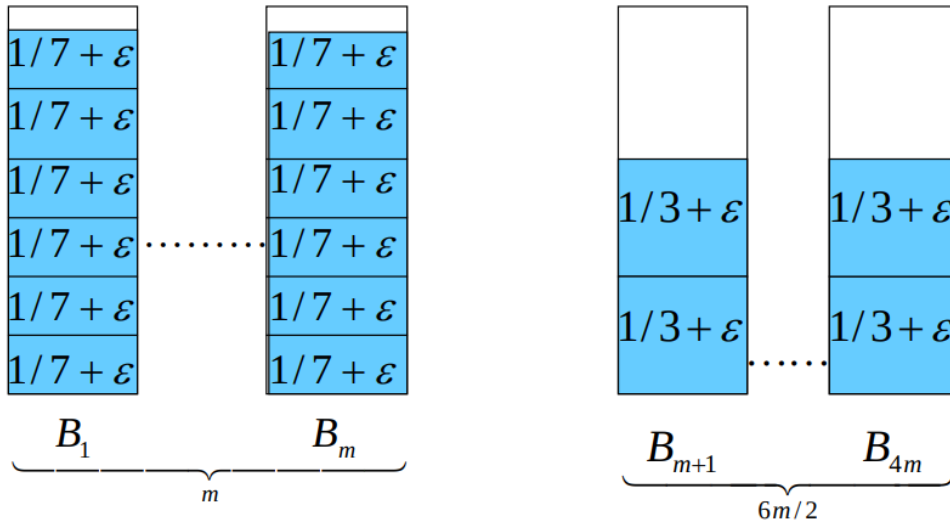 1/7 + ε 1/7 + ε
1/7 + ε 1/7 + ε
1/7 + ε 1/7 + ε 1/3 + ε 1/3 + ε
1/7 + ε ········· 1/7 + ε
1/7 + ε 1/7 + ε 1/3 + ε 1/3 + ε
1/7 + ε 1/7 + ε ······
B₁ Bₘ Bₘ₊₁ B₄ₘ
m 6m/2